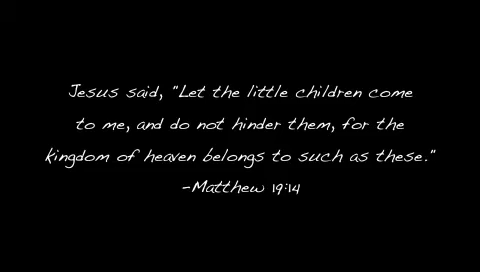 Jesus said, "Let the little children come
to me, and do not hinder them, for the
kingdom of heaven belongs to such as these."
-Matthew 19:14